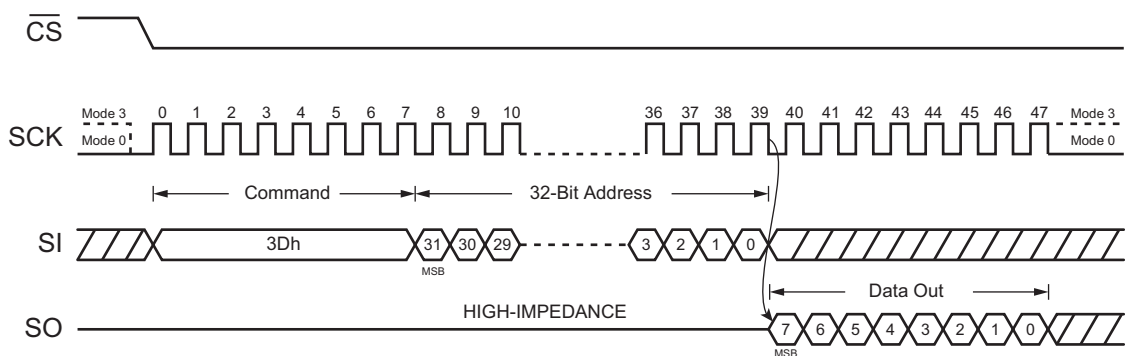 CS
Mode 3
0 1 2 3 4 5 6 7 8 9 10 36 37 38 39 40 41 42 43 44 45 46 47
Mode 3
SCK
Mode 0
Mode 0
Command
32-Bit Address
SI
3Dh
31 30 29 3 2 1 0
MSB
Data Out
HIGH-IMPEDANCE
SO
7 6 5 4 3 2 1 0
MSB